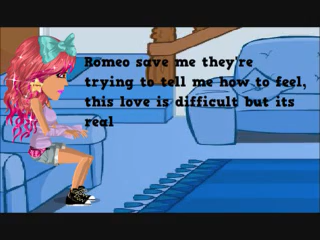 Romeo save me they're
trying to tell me how to feel,
this love is difficult but its
real